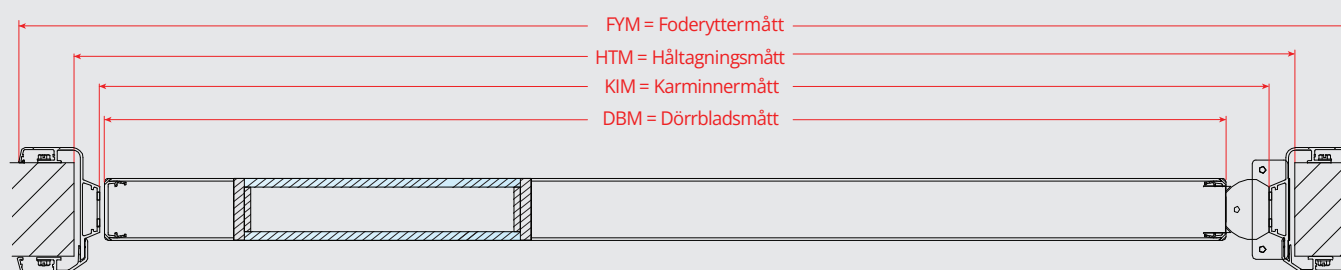 FYM = Foderyttermått
HTM = Håltagningsmått
KIM = Karminnermått
DBM = Dörrbladsmått